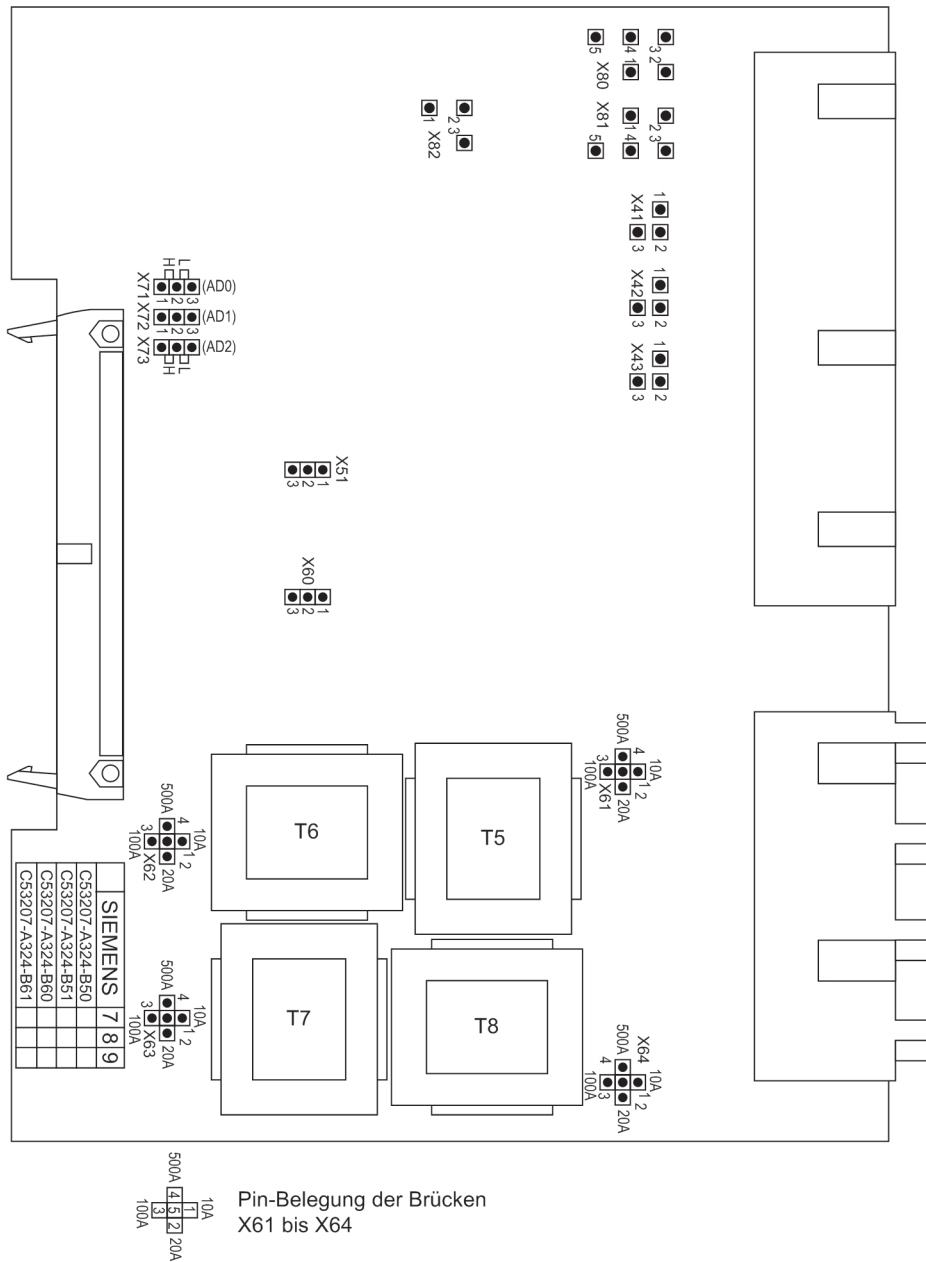 3 2
4 1
5
X80
2 3
1 4
5
X81
1
2 3
X82
1
2
3
X41
1
2
3
X42
1
2
3
X43
L
H
3
2
1
(AD0)
X71
3
2
1
(AD1)
X72
(AD2)
X73
L
H
X51
1
2
3
X60
1
2
3
500A
4
10A
1 2
3
100A
X61
20A
T6
T5
500A
4
10A
1 2
3
100A
X62
20A
SIEMENS 7 8 9
C53207-A324-B50
C53207-A324-B51
C53207-A324-B60
C53207-A324-B61
500A
4
10A
1 2
3
100A
X63
20A
T7
T8
X64
500A
4
10A
1 2
3
100A
20A
500A
4
10A
3 5 1
100A
2
20A
Pin-Belegung der Brücken
X61 bis X64